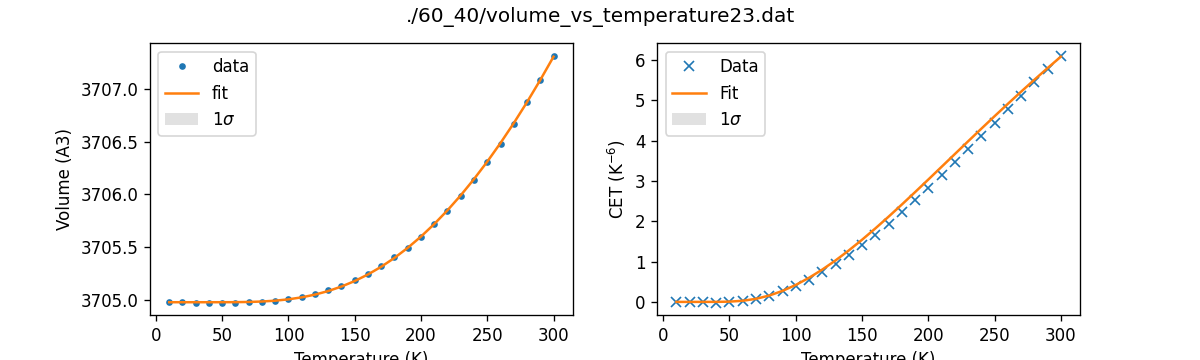 ./60_40/volume_vs_temperature23.dat
data
fit
1σ
Volume (A3)
3707.0
3706.5
3706.0
3705.5
3705.0
0 50 100 150 200 250 300
Temperature (K)
Data
Fit
1σ
CET (K⁻⁶)
6
5
4
3
2
1
0
0 50 100 150 200 250 300
Temperature (K)